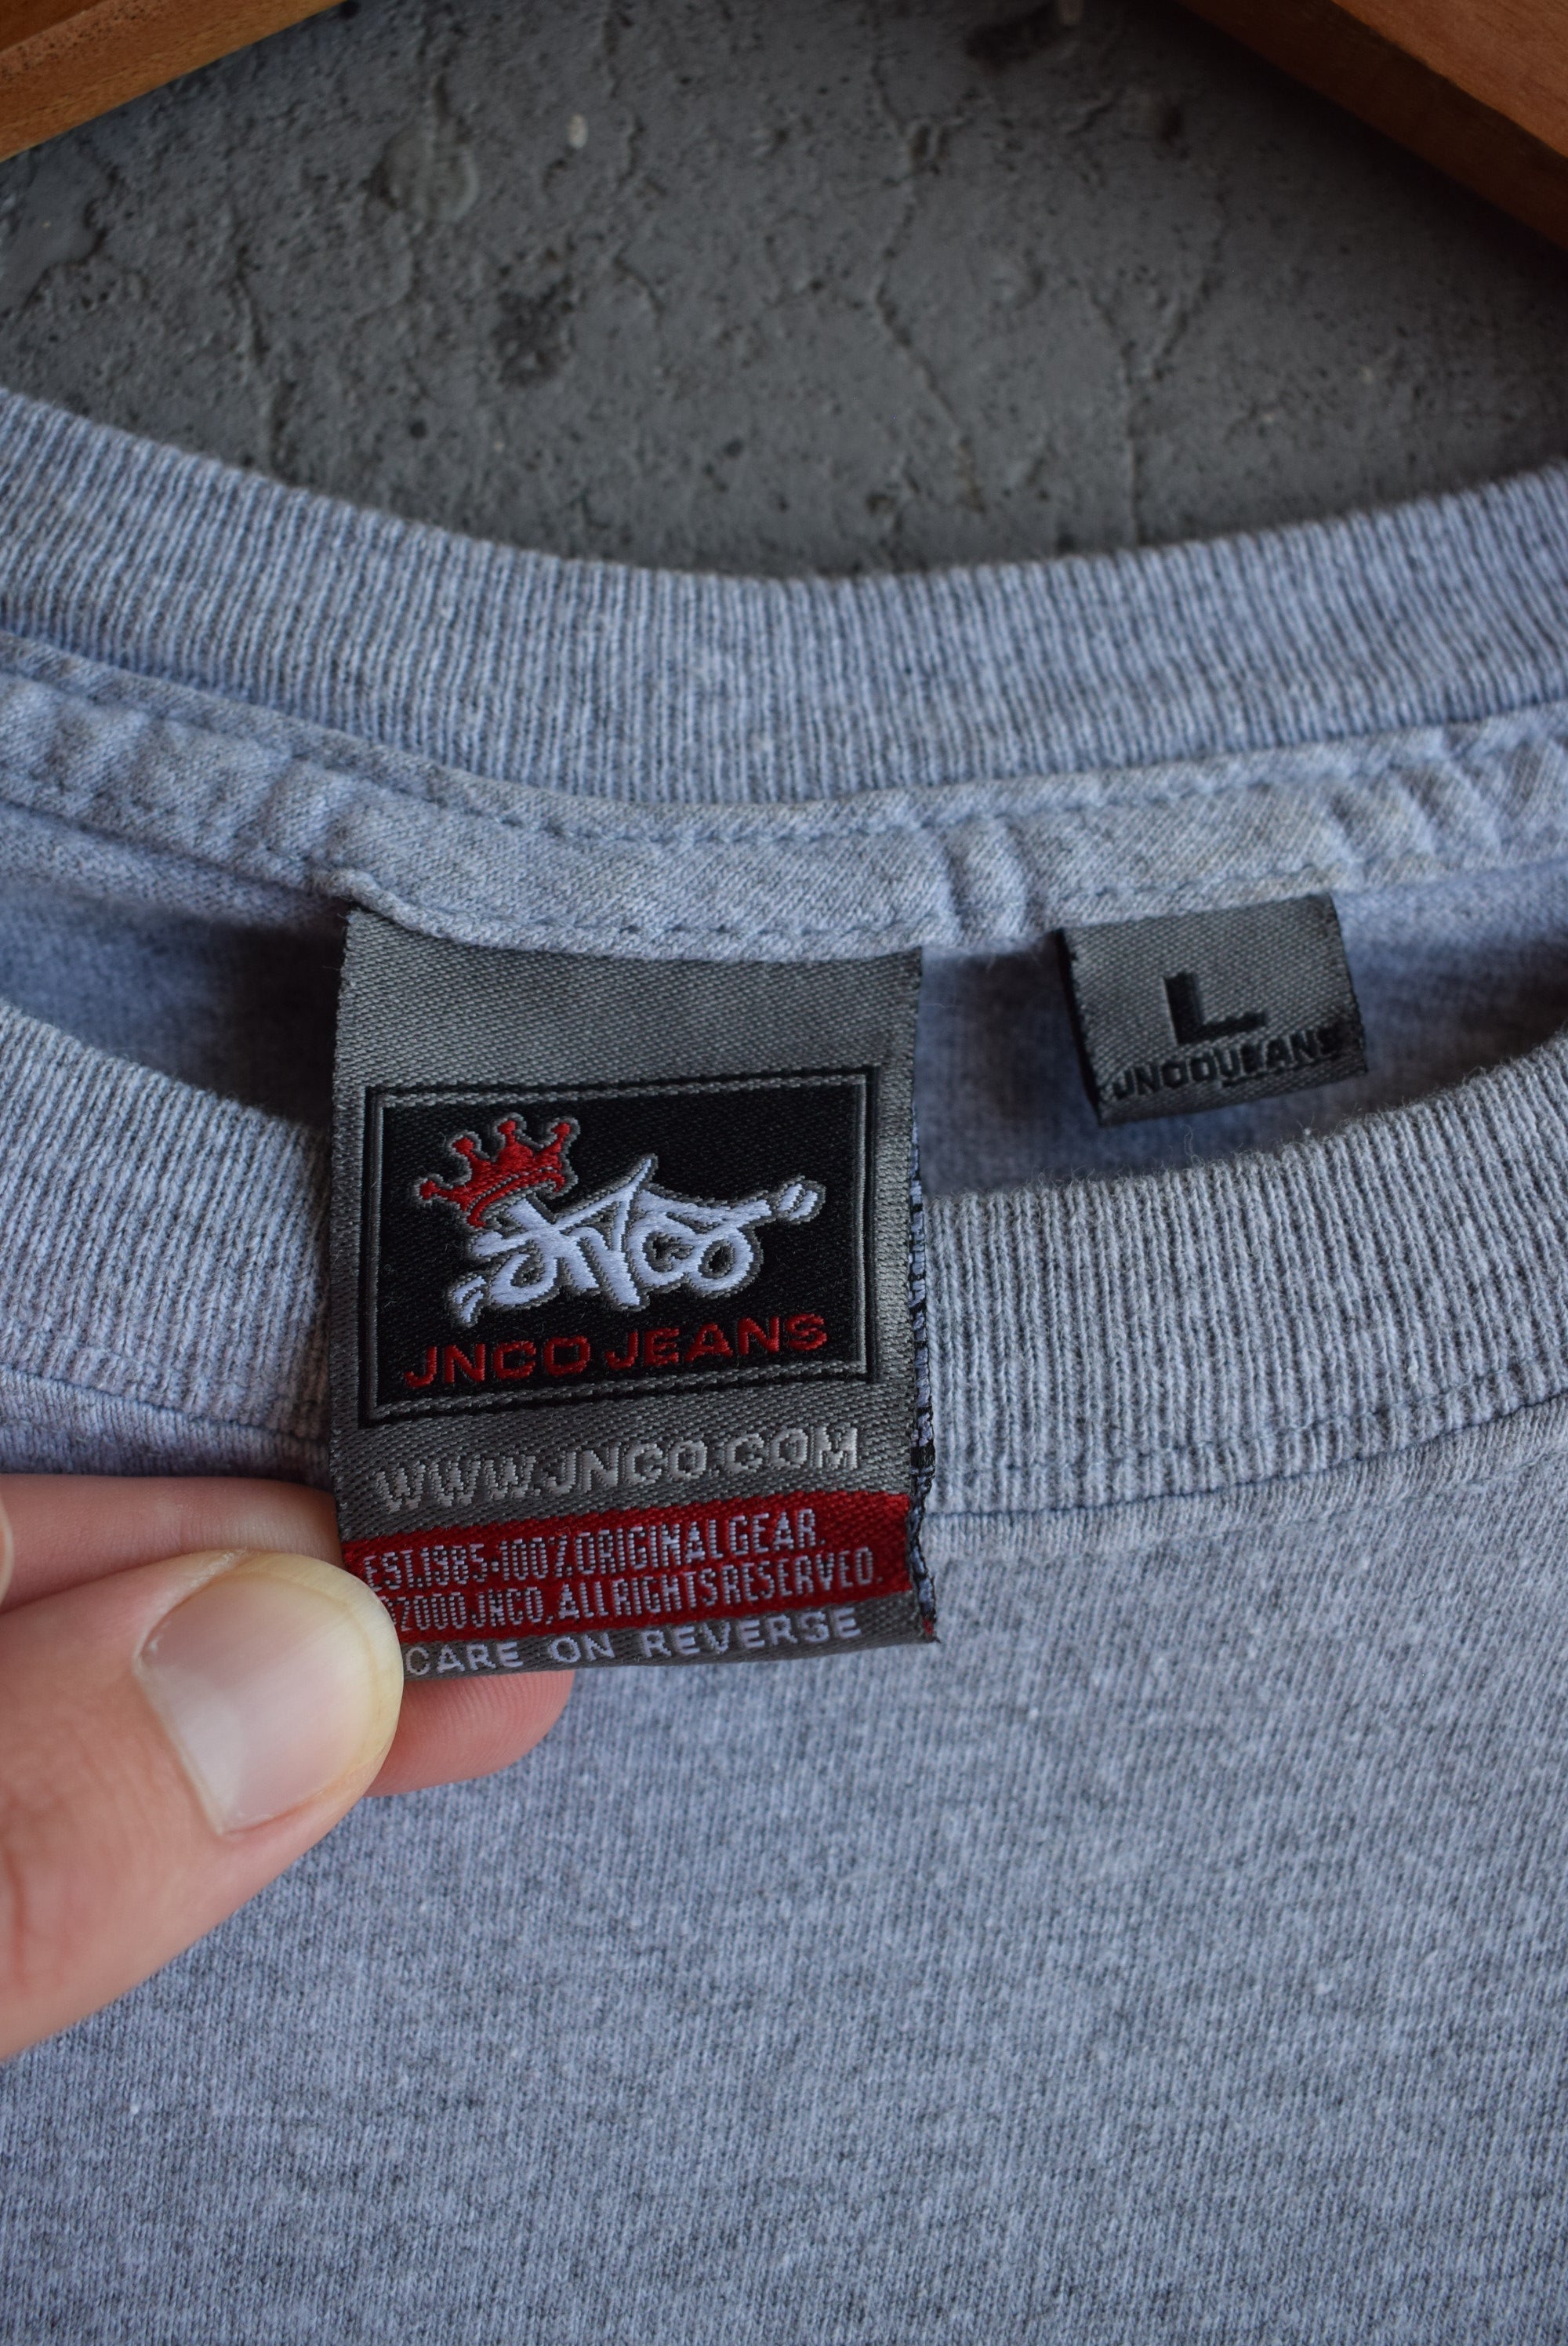 L
JNCO JEANS
JNCO
JNCO JEANS
WWW.JNCO.COM
EST.1985-100% ORIGINAL GEAR
2000 JNCO, ALL RIGHTS RESERVED.
CARE ON REVERSE